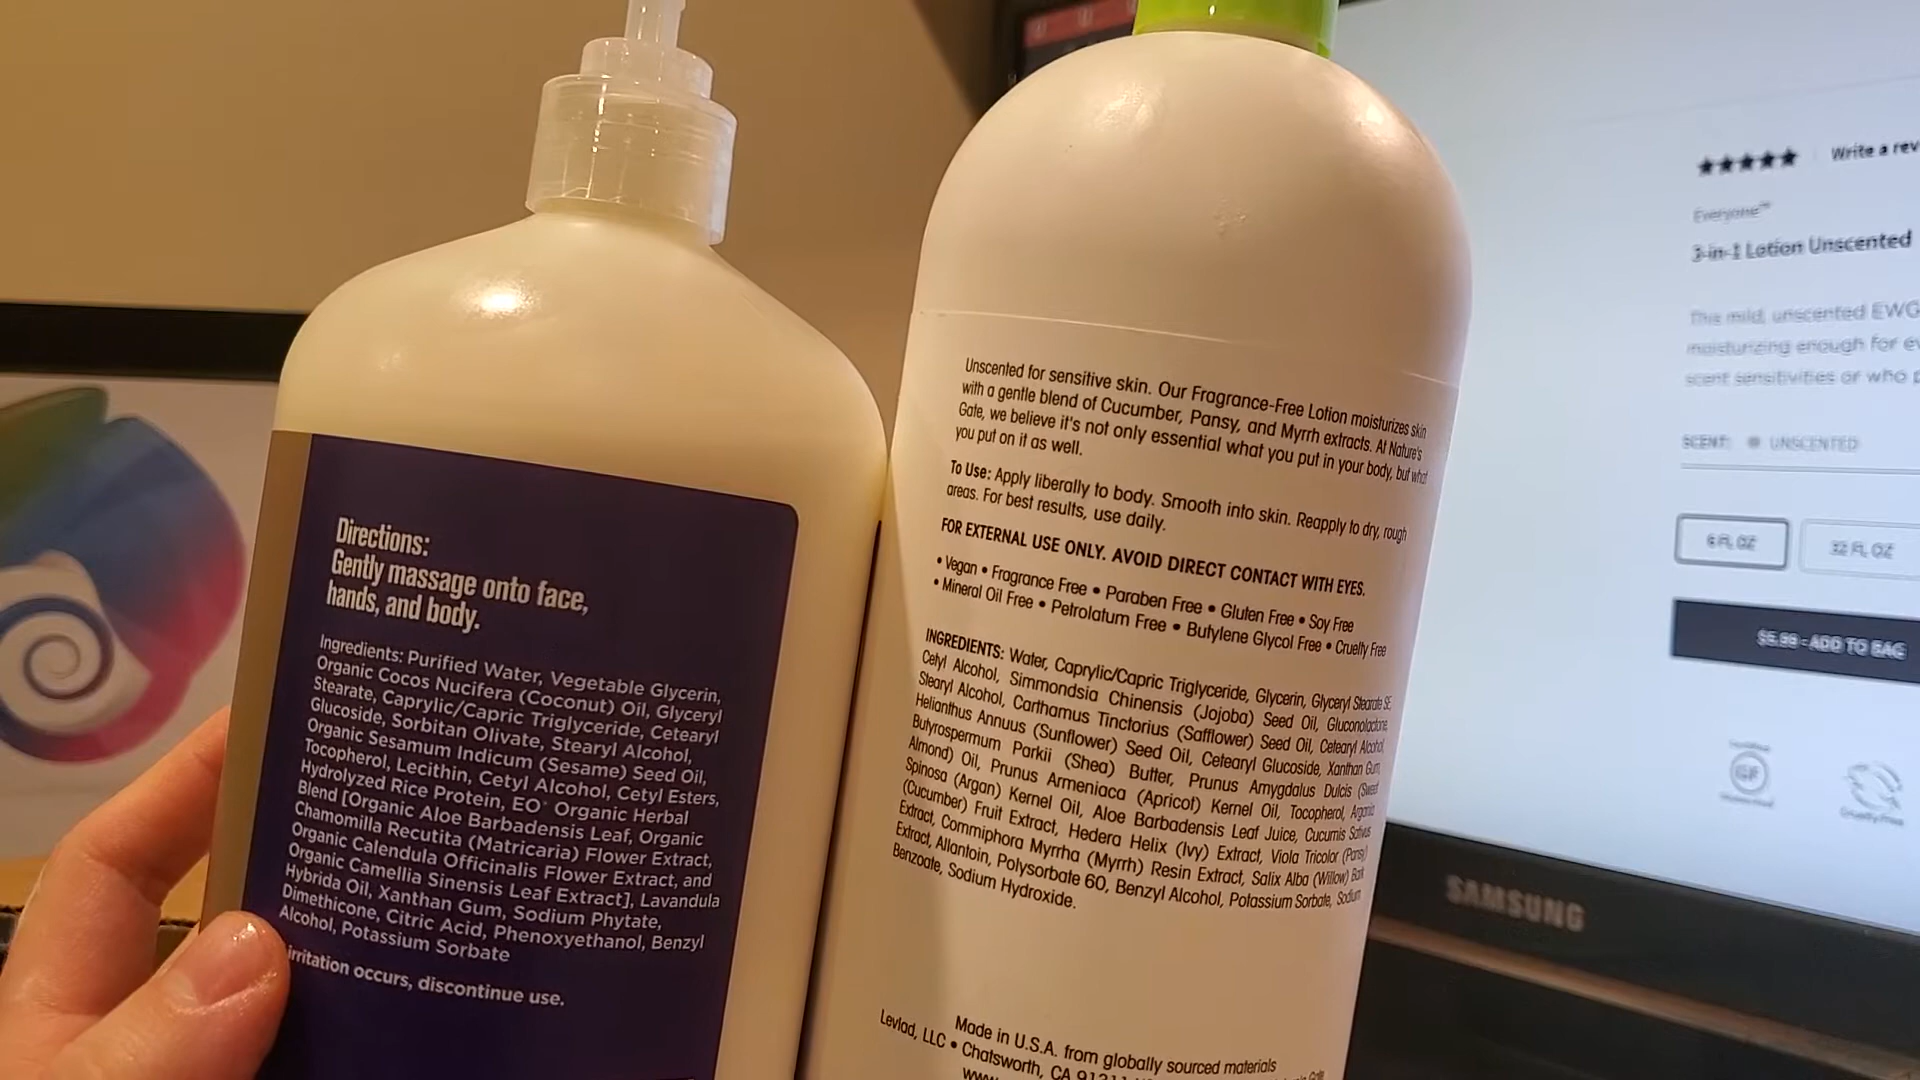 Directions:
Gently massage onto face,
hands, and body.
Ingredients: Purified Water, Vegetable Glycerin,
Organic Cocos Nucifera (Coconut) Oil, Glyceryl
Stearate, Caprylic/Capric Triglyceride, Cetearyl
Glucoside, Sorbitan Olivate, Stearyl Alcohol,
Organic Sesamum Indicum (Sesame) Seed Oil,
Tocopherol, Lecithin, Cetyl Alcohol, Cetyl Esters,
Hydrolyzed Rice Protein, EO* Organic Herbal
Blend [Organic Aloe Barbadensis Leaf, Organic
Chamomilla Recutita (Matricaria) Flower Extract,
Organic Calendula Officinalis Flower Extract, and
Organic Camellia Sinensis Leaf Extract], Lavandula
Hybrida Oil, Xanthan Gum, Sodium Phytate,
Dimethicone, Citric Acid, Phenoxyethanol, Benzyl
Alcohol, Potassium Sorbate
irritation occurs, discontinue use.
Unscented for sensitive skin. Our Fragrance-Free Lotion moisturizes skin
with a gentle blend of Cucumber, Pansy, and Myrrh extracts. At Nature's
Gate, we believe it's not only essential what you put in your body, but what
you put on it as well.
To Use: Apply liberally to body. Smooth into skin. Reapply to dry, rough
areas. For best results, use daily.
FOR EXTERNAL USE ONLY. AVOID DIRECT CONTACT WITH EYES.
• Vegan • Fragrance Free • Paraben Free • Gluten Free • Soy Free
• Mineral Oil Free • Petrolatum Free • Butylene Glycol Free • Cruelty Free
INGREDIENTS: Water, Caprylic/Capric Triglyceride, Glycerin, Glyceryl Stearate SE,
Cetyl Alcohol, Simmondsia Chinensis (Jojoba) Seed Oil, Gluconolactone,
Stearyl Alcohol, Carthamus Tinctorius (Safflower) Seed Oil, Cetearyl Alcohol,
Helianthus Annuus (Sunflower) Seed Oil, Cetearyl Glucoside, Xanthan Gum,
Butyrospermum Parkii (Shea) Butter, Prunus Amygdalus Dulcis (Sweet
Almond) Oil, Prunus Armeniaca (Apricot) Kernel Oil, Tocopherol, Argania
Spinosa (Argan) Kernel Oil, Aloe Barbadensis Leaf Juice, Cucumis Sativus
(Cucumber) Fruit Extract, Hedera Helix (Ivy) Extract, Viola Tricolor (Pansy)
Extract, Commiphora Myrrha (Myrrh) Resin Extract, Salix Alba (Willow) Bark
Extract, Allantoin, Polysorbate 60, Benzyl Alcohol, Potassium Sorbate, Sodium
Benzoate, Sodium Hydroxide.
Made in U.S.A. from globally sourced materials
Levlad, LLC • Chatsworth, CA 91311
www.
★★★★★ Write a rev
Everyone™
3-in-1 Lotion Unscented
This mild, unscented EWG
moisturizing enough for ev
scent sensitivities or who p
SCENT: UNSCENTED
6 FL OZ 32 FL OZ
$5.99 - ADD TO BAG
GF
Cruelty Free
SAMSUNG